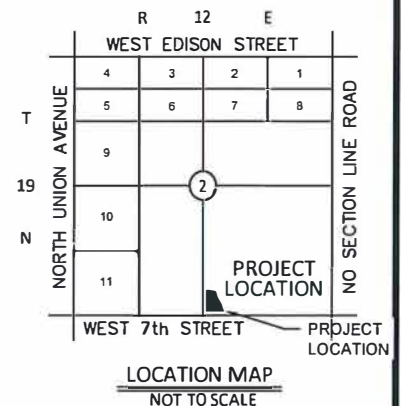 R 12 E
WEST EDISON STREET
4 3 2 1
5 6 7 8
T
19
N
NORTH UNION AVENUE
NO SECTION LINE ROAD
9
2
10
11
PROJECT
LOCATION
WEST 7th STREET
PROJECT
LOCATION
LOCATION MAP
NOT TO SCALE